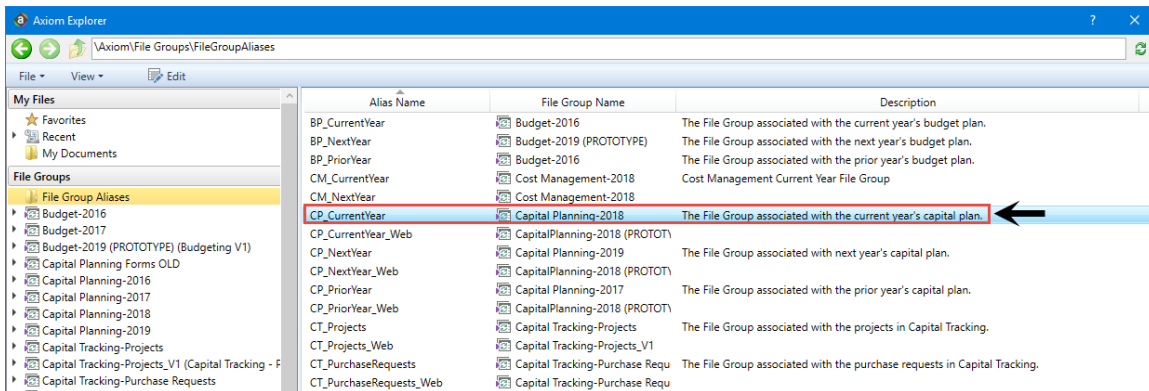 Axiom Explorer
? ×
\Axiom\File Groups\FileGroupAliases
File View Edit
My Files
Favorites
Recent
My Documents
File Groups
File Group Aliases
Budget-2016
Budget-2017
Budget-2019 (PROTOTYPE) (Budgeting V1)
Capital Planning Forms OLD
Capital Planning-2016
Capital Planning-2017
Capital Planning-2018
Capital Planning-2019
Capital Tracking-Projects
Capital Tracking-Projects_V1 (Capital Tracking - P
Capital Tracking-Purchase Requests
Alias Name File Group Name Description
BP_CurrentYear Budget-2016 The File Group associated with the current year's budget plan.
BP_NextYear Budget-2019 (PROTOTYPE) The File Group associated with the next year's budget plan.
BP_PriorYear Budget-2016 The File Group associated with the prior year's budget plan.
CM_CurrentYear Cost Management-2018 Cost Management Current Year File Group
CM_NextYear Cost Management-2018
CP_CurrentYear Capital Planning-2018 The File Group associated with the current year's capital plan.
CP_CurrentYear_Web CapitalPlanning-2018 (PROTOTY
CP_NextYear Capital Planning-2019 The File Group associated with next year's capital plan.
CP_NextYear_Web CapitalPlanning-2018 (PROTOTY
CP_PriorYear Capital Planning-2017 The File Group associated with the prior year's capital plan.
CP_PriorYear_Web CapitalPlanning-2018 (PROTOTY
CT_Projects Capital Tracking-Projects The File Group associated with the projects in Capital Tracking.
CT_Projects_Web Capital Tracking-Projects_V1
CT_PurchaseRequests Capital Tracking-Purchase Requ The File Group associated with the purchase requests in Capital Tracking.
CT_PurchaseRequests_Web Capital Tracking-Purchase Requ